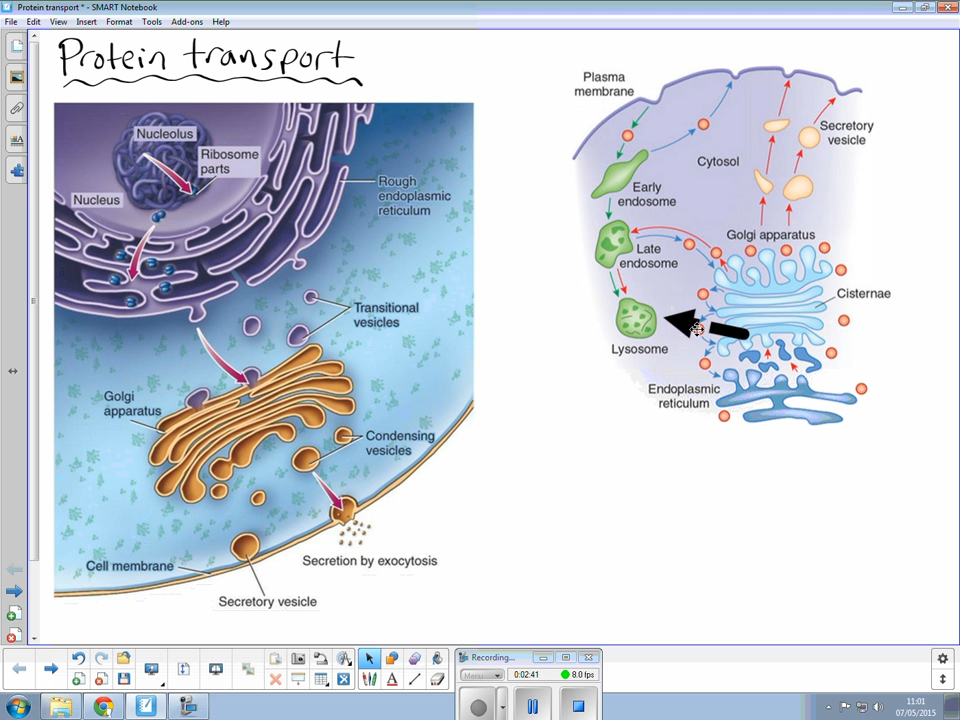 Protein transport * - SMART Notebook
File Edit View Insert Format Tools Add-ons Help
Protein transport
Nucleolus
Ribosome
parts
Nucleus
Rough
endoplasmic
reticulum
Transitional
vesicles
Golgi
apparatus
Condensing
vesicles
Secretion by exocytosis
Cell membrane
Secretory vesicle
Plasma
membrane
Secretory
vesicle
Cytosol
Early
endosome
Golgi apparatus
Late
endosome
Cisternae
Lysosome
Endoplasmic
reticulum
Recording...
Menu
0:02:41
8.0 fps
11:01
07/05/2015